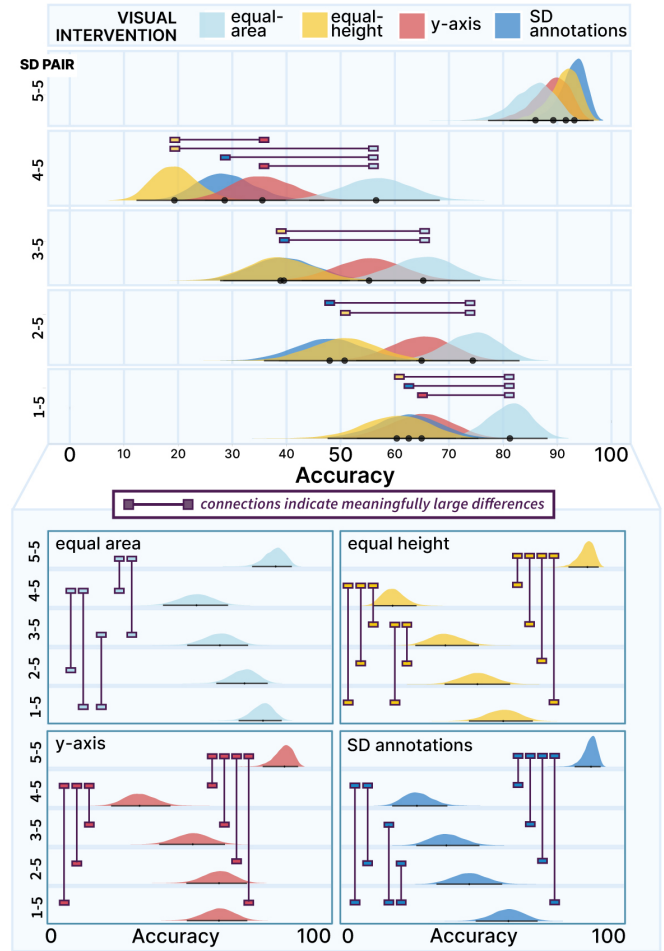 VISUAL INTERVENTION
equal-area
equal-height
y-axis
SD annotations
SD PAIR
5-5
4-5
3-5
2-5
1-5
0 10 20 30 40 50 60 70 80 90 100
Accuracy
connections indicate meaningfully large differences
equal area
5-5
4-5
3-5
2-5
1-5
equal height
y-axis
5-5
4-5
3-5
2-5
1-5
SD annotations
0 Accuracy 100
0 Accuracy 100